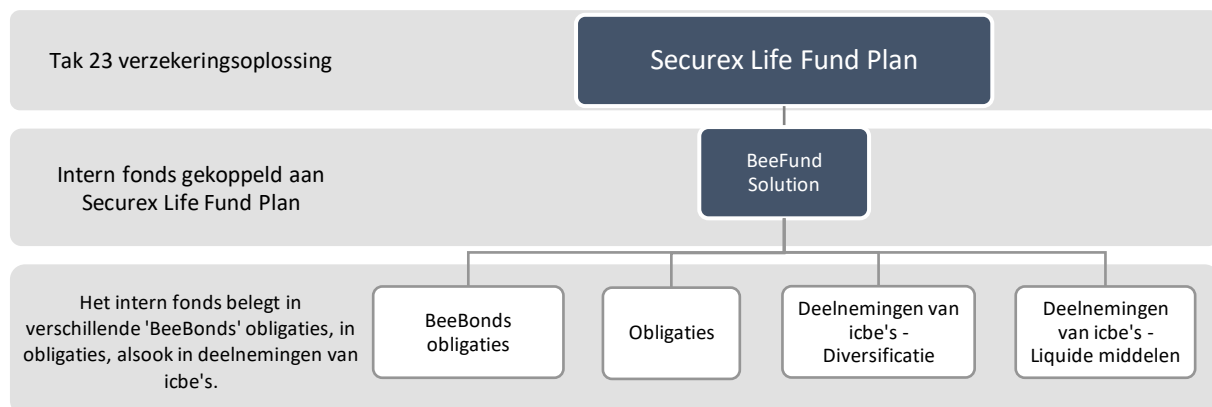 Tak 23 verzekeringsoplossing
Securex Life Fund Plan
Intern fonds gekoppeld aan
Securex Life Fund Plan
BeeFund
Solution
Het intern fonds belegt in
verschillende 'BeeBonds' obligaties, in
obligaties, alsook in deelnemingen van
icbe's.
BeeBonds
obligaties
Obligaties
Deelnemingen van
icbe's -
Diversificatie
Deelnemingen
van icbe's -
Liquide middelen